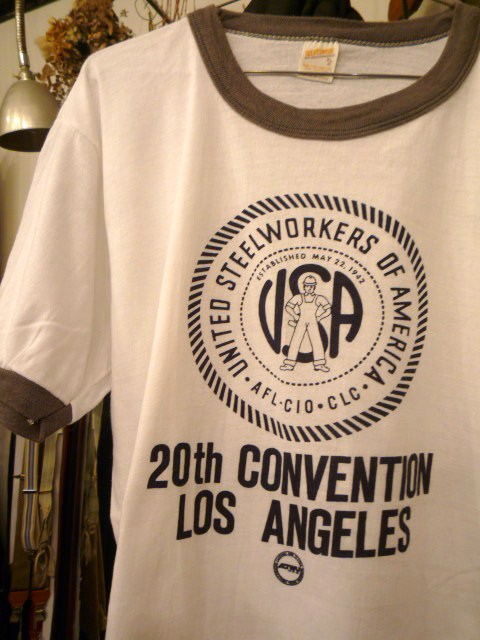 UNITED STEELWORKERS OF AMERICA
ESTABLISHED MAY 22, 1942
USA
• AFL-CIO • CLC •
20th CONVENTION
LOS ANGELES